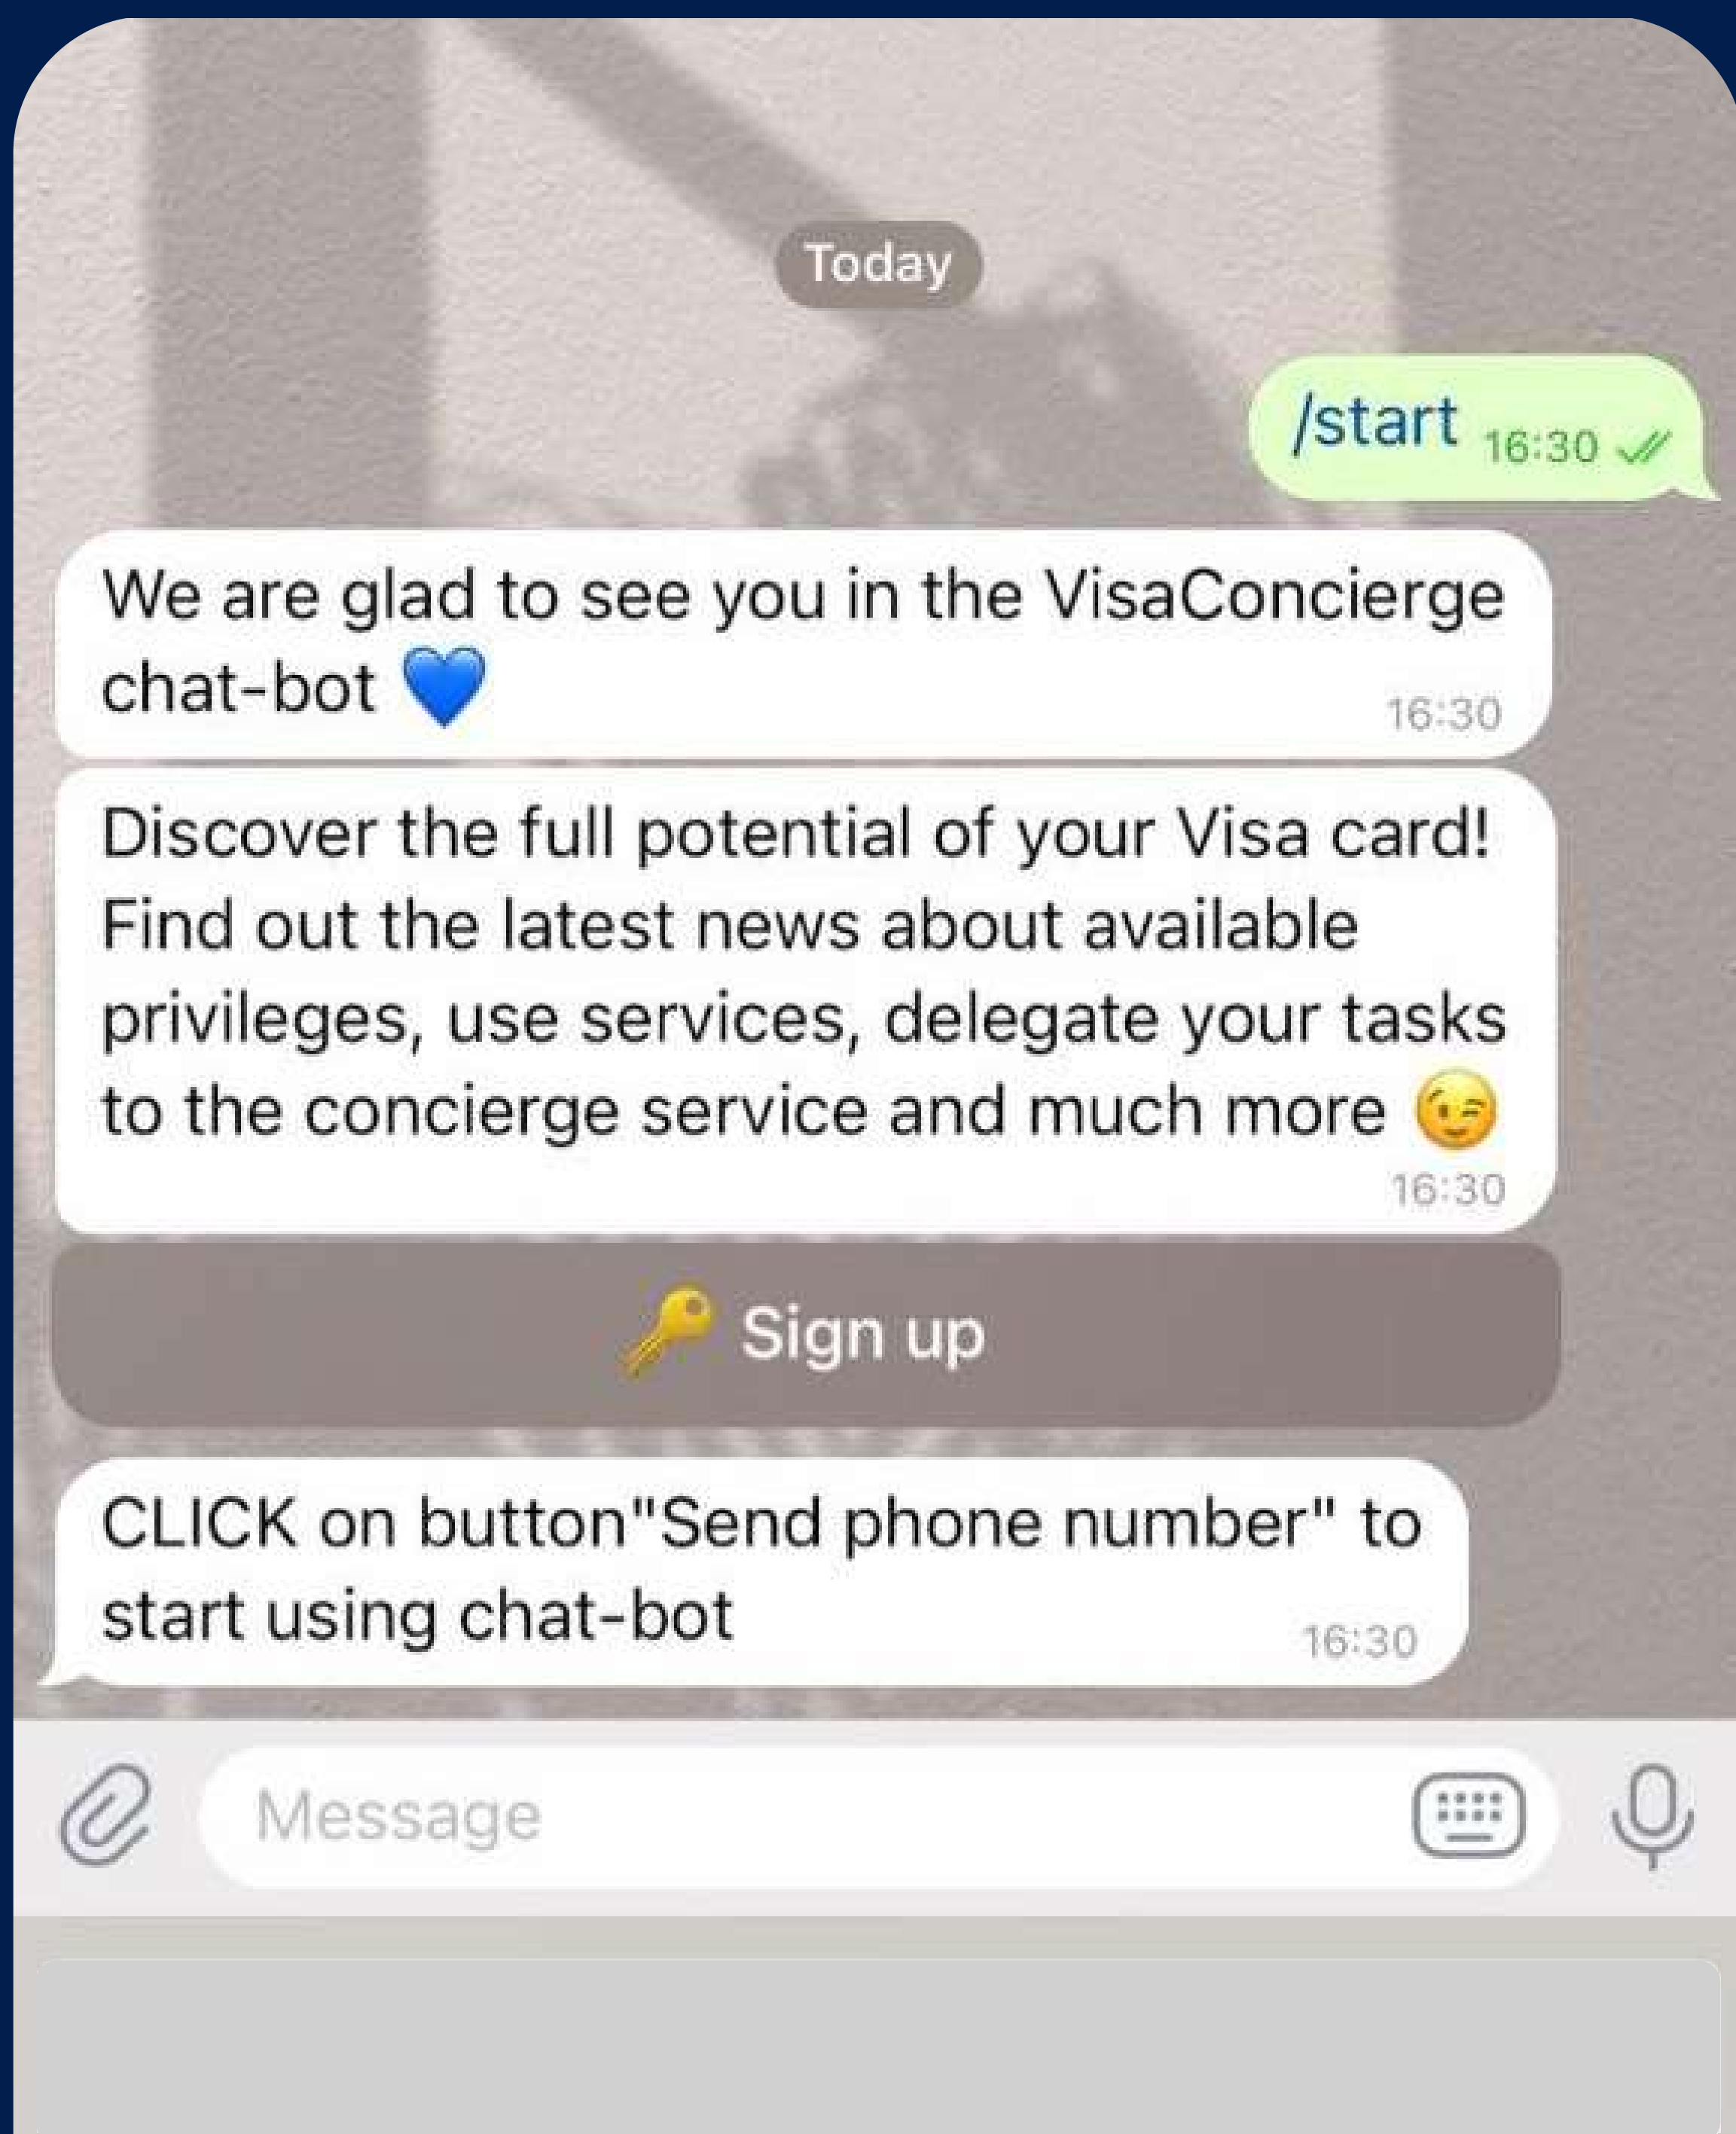 Today
/start 16:30
We are glad to see you in the VisaConcierge
chat-bot 💙
16:30
Discover the full potential of your Visa card!
Find out the latest news about available
privileges, use services, delegate your tasks
to the concierge service and much more 😉
16:30
🔑 Sign up
CLICK on button"Send phone number" to
start using chat-bot
16:30
Message